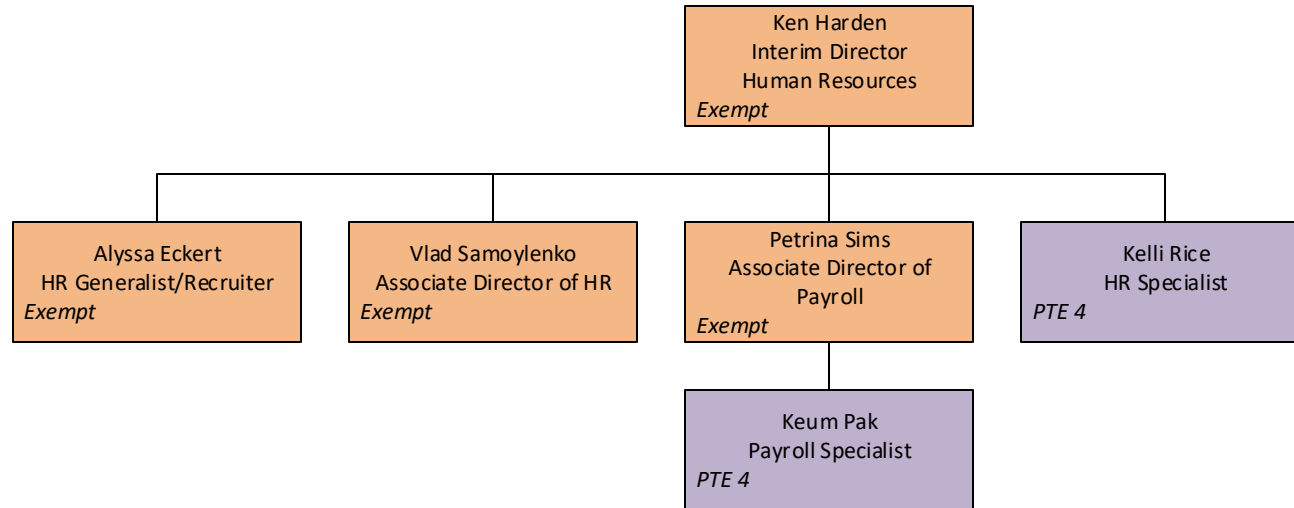 Ken Harden
Interim Director
Human Resources
Exempt
Alyssa Eckert
HR Generalist/Recruiter
Exempt
Vlad Samoylenko
Associate Director of HR
Exempt
Petrina Sims
Associate Director of
Payroll
Exempt
Kelli Rice
HR Specialist
PTE 4
Keum Pak
Payroll Specialist
PTE 4